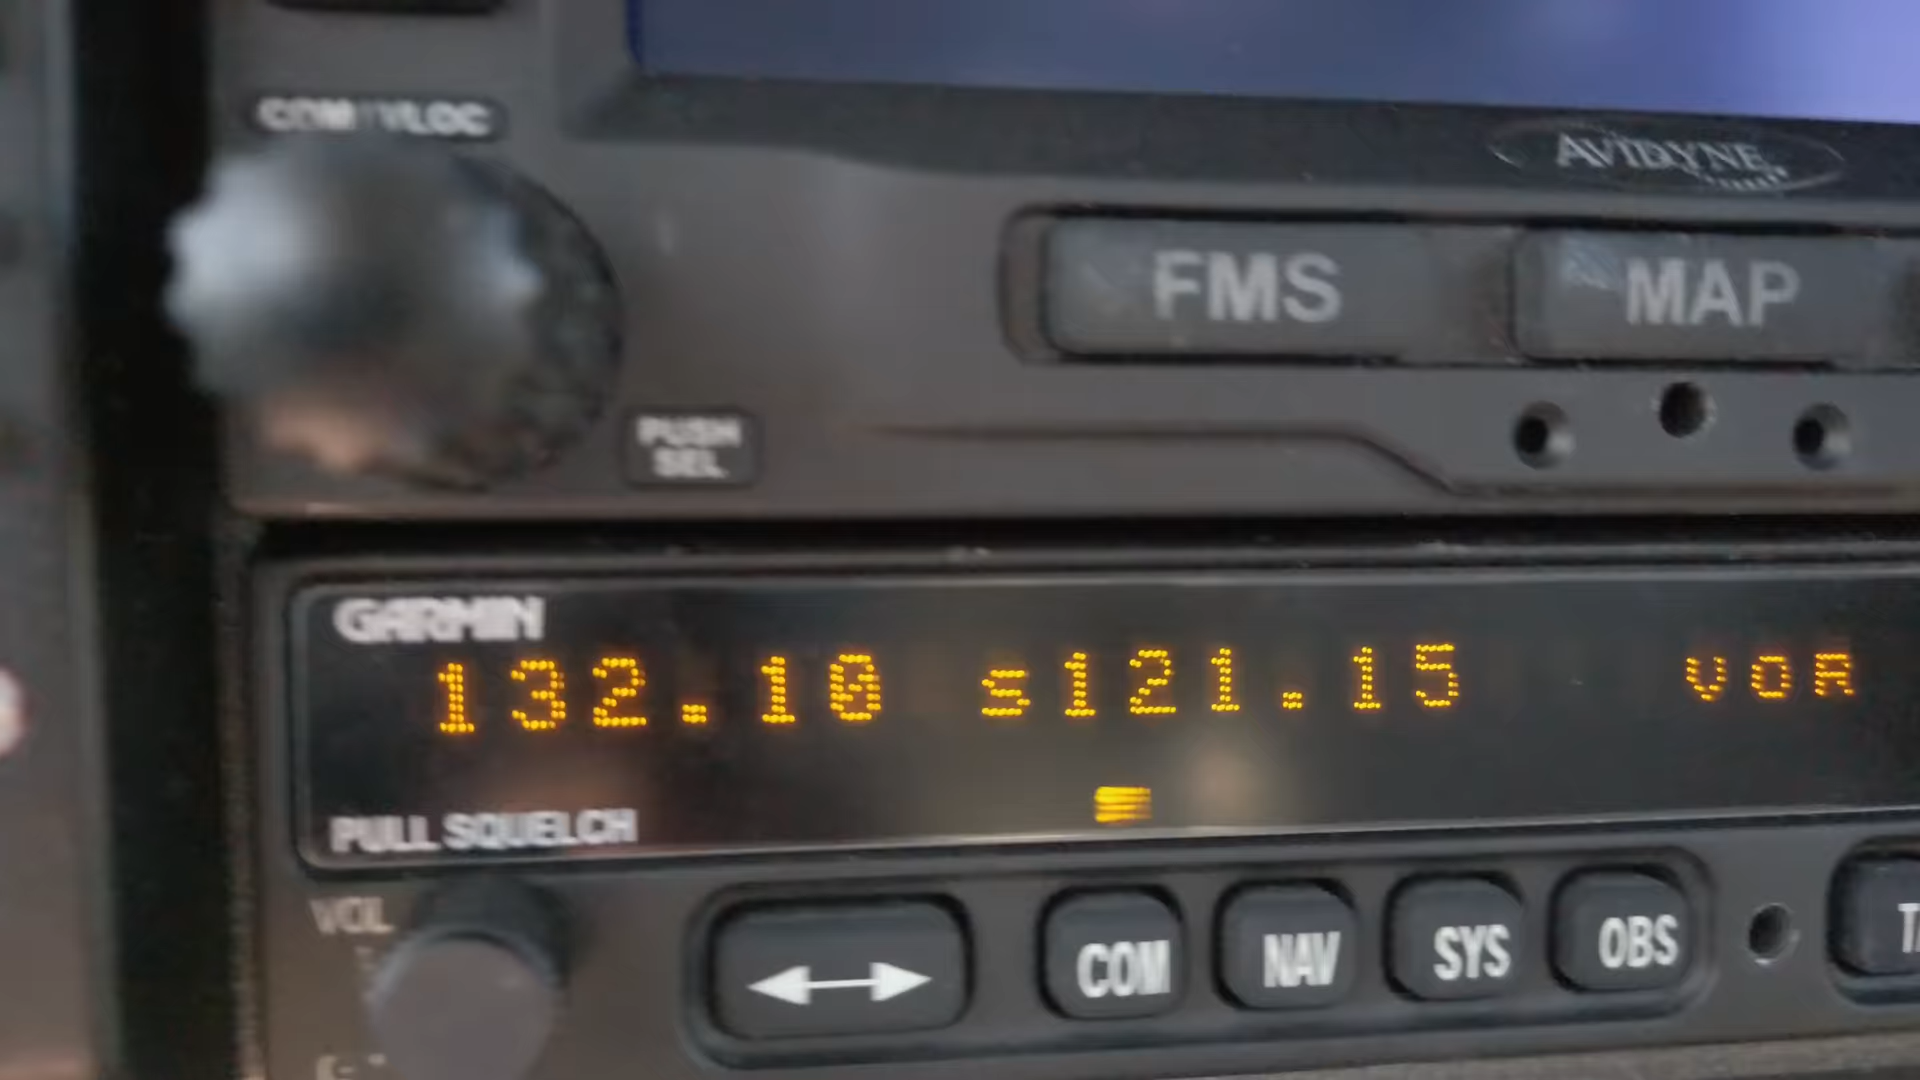 COM/VLOC
AVIDYNE
FMS MAP
PUSH
SEL
GARMIN
132.10 s121.15 VOR
PULL SQUELCH
VOL
COM NAV SYS OBS